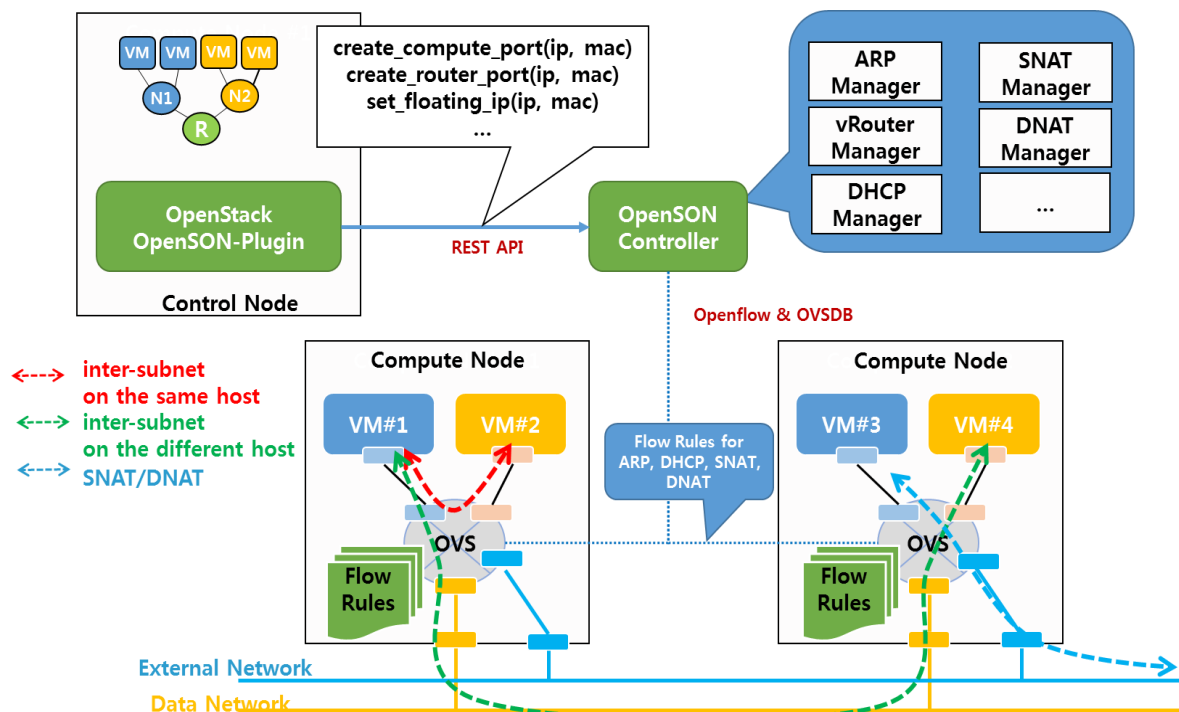 VM VM VM VM
N1 N2
R
OpenStack
OpenSON-Plugin
Control Node
create_compute_port(ip, mac)
create_router_port(ip, mac)
set_floating_ip(ip, mac)
...
REST API
OpenSON
Controller
ARP
Manager
SNAT
Manager
vRouter
Manager
DNAT
Manager
DHCP
Manager
...
Openflow & OVSDB
inter-subnet
on the same host
inter-subnet
on the different host
SNAT/DNAT
Compute Node
VM#1
VM#2
OVS
Flow
Rules
Flow Rules for
ARP, DHCP, SNAT,
DNAT
Compute Node
VM#3
VM#4
OVS
Flow
Rules
External Network
Data Network